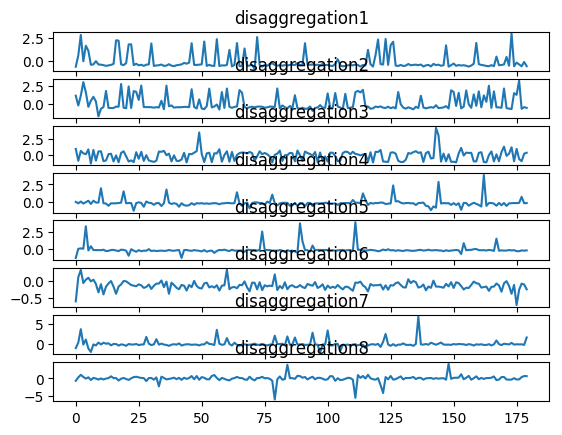 disaggregation1
2.5
0.0
disaggregation2
2.5
0.0
disaggregation3
2.5
0.0
disaggregation4
2.5
0.0
disaggregation5
2.5
0.0
disaggregation6
0.0
−0.5
disaggregation7
5
0
disaggregation8
0
−5
0 25 50 75 100 125 150 175